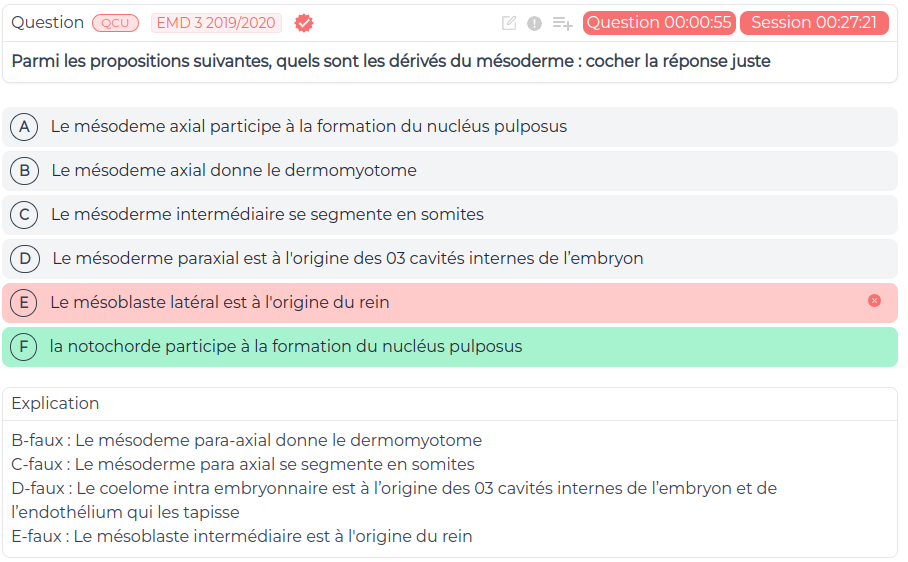 Question QCU EMD 3 2019/2020 Question 00:00:55 Session 00:27:21
Parmi les propositions suivantes, quels sont les dérivés du mésoderme : cocher la réponse juste
A Le mésodeme axial participe à la formation du nucléus pulposus
B Le mésodeme axial donne le dermomyotome
C Le mésoderme intermédiaire se segmente en somites
D Le mésoderme paraxial est à l'origine des 03 cavités internes de l’embryon
E Le mésoblaste latéral est à l'origine du rein
F la notochorde participe à la formation du nucléus pulposus
Explication
B-faux : Le mésodeme para-axial donne le dermomyotome
C-faux : Le mésoderme para axial se segmente en somites
D-faux : Le coelome intra embryonnaire est à l’origine des 03 cavités internes de l’embryon et de
l’endothélium qui les tapisse
E-faux : Le mésoblaste intermédiaire est à l'origine du rein